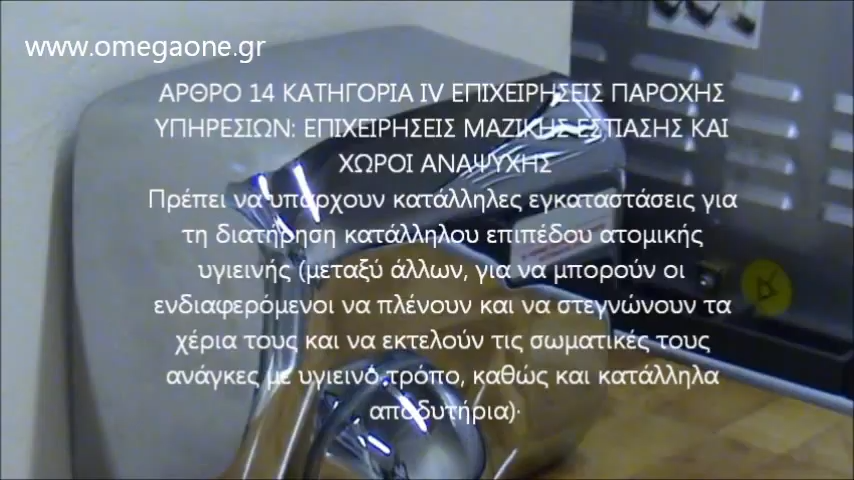 www.omegaone.gr
ΑΡΘΡΟ 14 ΚΑΤΗΓΟΡΙΑ IV ΕΠΙΧΕΙΡΗΣΕΙΣ ΠΑΡΟΧΗΣ
ΥΠΗΡΕΣΙΩΝ: ΕΠΙΧΕΙΡΗΣΕΙΣ ΜΑΖΙΚΗΣ ΕΣΤΙΑΣΗΣ ΚΑΙ
ΧΩΡΟΙ ΑΝΑΨΥΧΗΣ
Πρέπει να υπάρχουν κατάλληλες εγκαταστάσεις για
τη διατήρηση κατάλληλου επιπέδου ατομικής
υγιεινής (μεταξύ άλλων, για να μπορούν οι
ενδιαφερόμενοι να πλένουν και να στεγνώνουν τα
χέρια τους και να εκτελούν τις σωματικές τους
ανάγκες με υγιεινό τρόπο, καθώς και κατάλληλα
αποδυτήρια)·